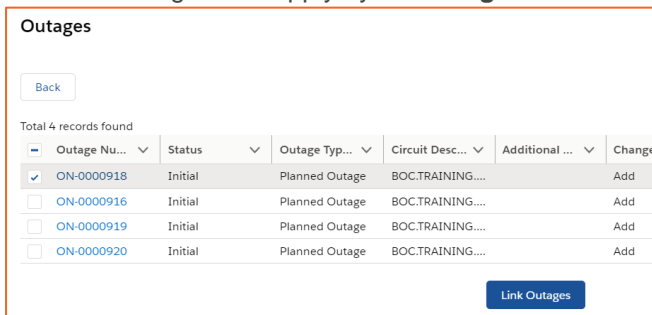 Outages
Back
Total 4 records found
Outage Nu... Status Outage Typ... Circuit Desc... Additional ... Change
ON-0000918 Initial Planned Outage BOC.TRAINING.... Add
ON-0000916 Initial Planned Outage BOC.TRAINING.... Add
ON-0000919 Initial Planned Outage BOC.TRAINING.... Add
ON-0000920 Initial Planned Outage BOC.TRAINING.... Add
Link Outages